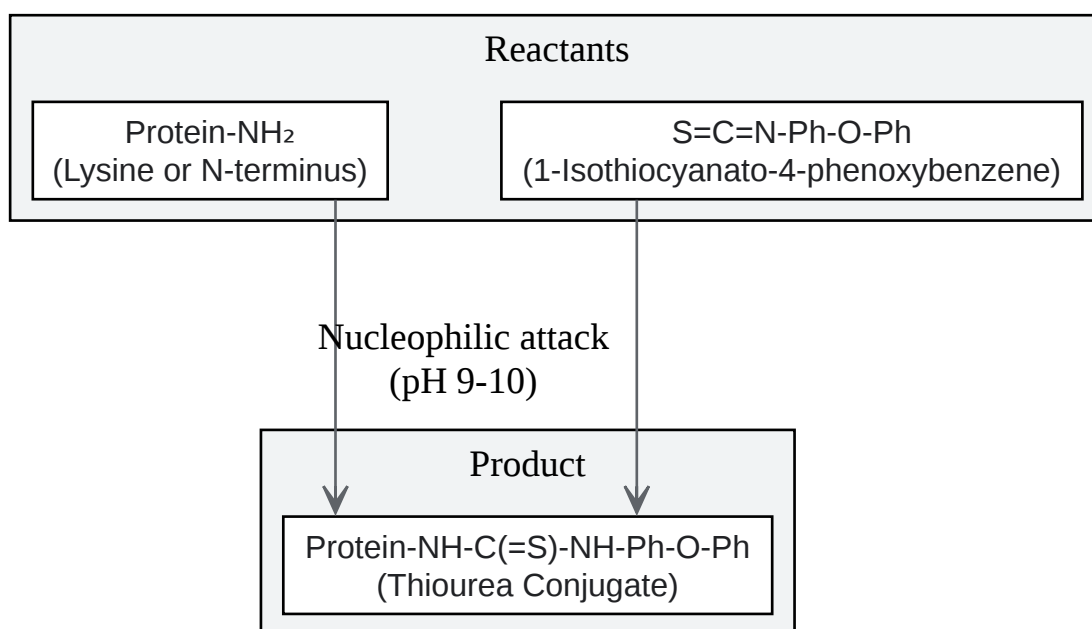 Reactants
Protein-NH₂
(Lysine or N-terminus)
S=C=N-Ph-O-Ph
(1-Isothiocyanato-4-phenoxybenzene)
Nucleophilic attack
(pH 9-10)
Product
Protein-NH-C(=S)-NH-Ph-O-Ph
(Thiourea Conjugate)